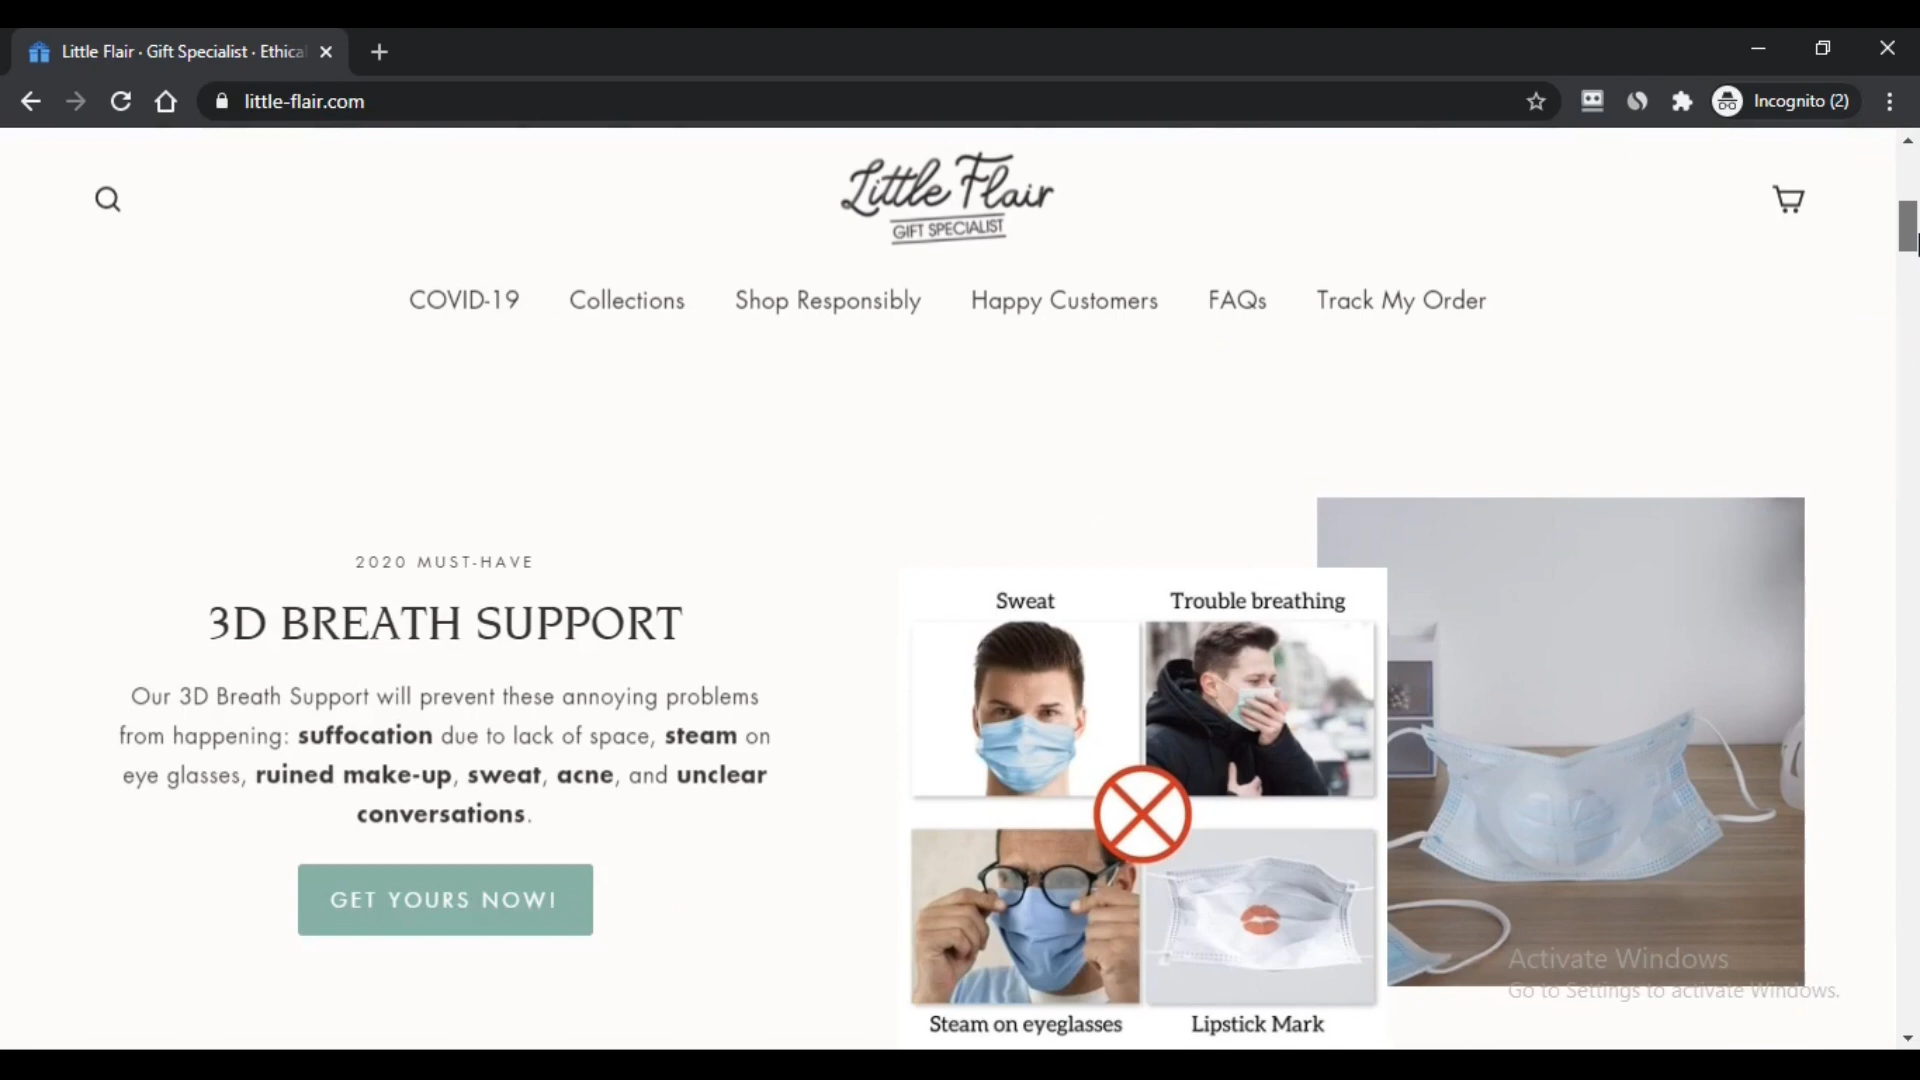 Little Flair · Gift Specialist · Ethica
little-flair.com
Incognito (2)
Little Flair
GIFT SPECIALIST
COVID-19 Collections Shop Responsibly Happy Customers FAQs Track My Order
2020 MUST-HAVE
3D BREATH SUPPORT
Our 3D Breath Support will prevent these annoying problems
from happening: suffocation due to lack of space, steam on
eye glasses, ruined make-up, sweat, acne, and unclear
conversations.
GET YOURS NOW!
Sweat Trouble breathing
Steam on eyeglasses Lipstick Mark
Activate Windows
Go to Settings to activate Windows.